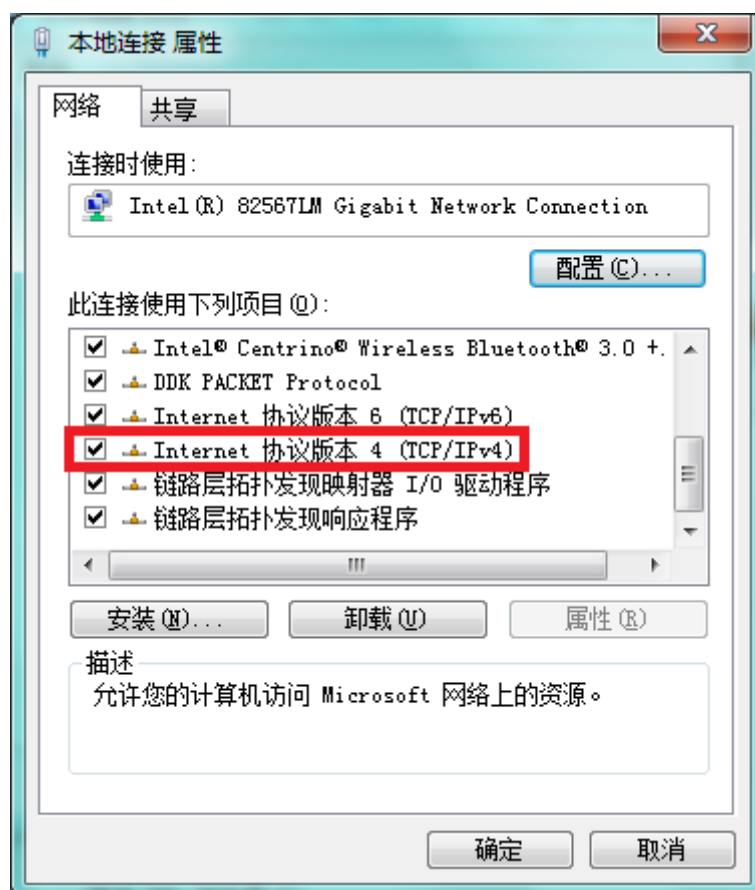 本地连接 属性
网络
共享
连接时使用:
Intel(R) 82567LM Gigabit Network Connection
配置(C)...
此连接使用下列项目(O):
Intel® Centrino® Wireless Bluetooth® 3.0 +.
DDK PACKET Protocol
Internet 协议版本 6 (TCP/IPv6)
Internet 协议版本 4 (TCP/IPv4)
链路层拓扑发现映射器 I/O 驱动程序
链路层拓扑发现响应程序
安装(N)...
卸载(U)
属性(R)
描述
允许您的计算机访问 Microsoft 网络上的资源。
确定
取消